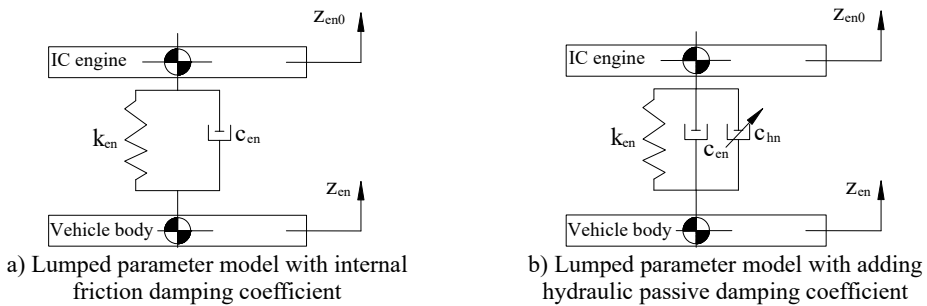 z_en0
IC engine
k_en
c_en
z_en
Vehicle body
a) Lumped parameter model with internal
friction damping coefficient
z_en0
IC engine
k_en
c_en
c_hn
z_en
Vehicle body
b) Lumped parameter model with adding
hydraulic passive damping coefficient